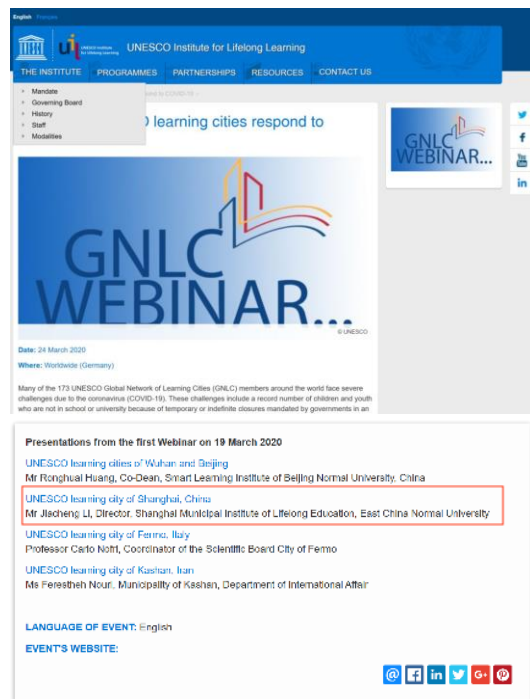 English Français
UNESCO Institute for Lifelong Learning
THE INSTITUTE PROGRAMMES PARTNERSHIPS RESOURCES CONTACT US
Mandate
Governing Board
History
Staff
Modalities
to COVID-19
learning cities respond to
GNLC
WEBINAR...
GNLC
WEBINAR...
© UNESCO
Date: 24 March 2020
Where: Worldwide (Germany)
Many of the 173 UNESCO Global Network of Learning Cities (GNLC) members around the world face severe
challenges due to the coronavirus (COVID-19). These challenges include a record number of children and youth
who are not in school or university because of temporary or indefinite closures mandated by governments in an
Presentations from the first Webinar on 19 March 2020
UNESCO learning cities of Wuhan and Beijing
Mr Ronghuai Huang, Co-Dean, Smart Learning Institute of Beijing Normal University, China
UNESCO learning city of Shanghai, China
Mr Jiacheng Li, Director, Shanghai Municipal Institute of Lifelong Education, East China Normal University
UNESCO learning city of Fermo, Italy
Professor Carlo Nofri, Coordinator of the Scientific Board City of Fermo
UNESCO learning city of Kashan, Iran
Ms Ferestheh Nouri, Municipality of Kashan, Department of International Affair
LANGUAGE OF EVENT: English
EVENT'S WEBSITE: